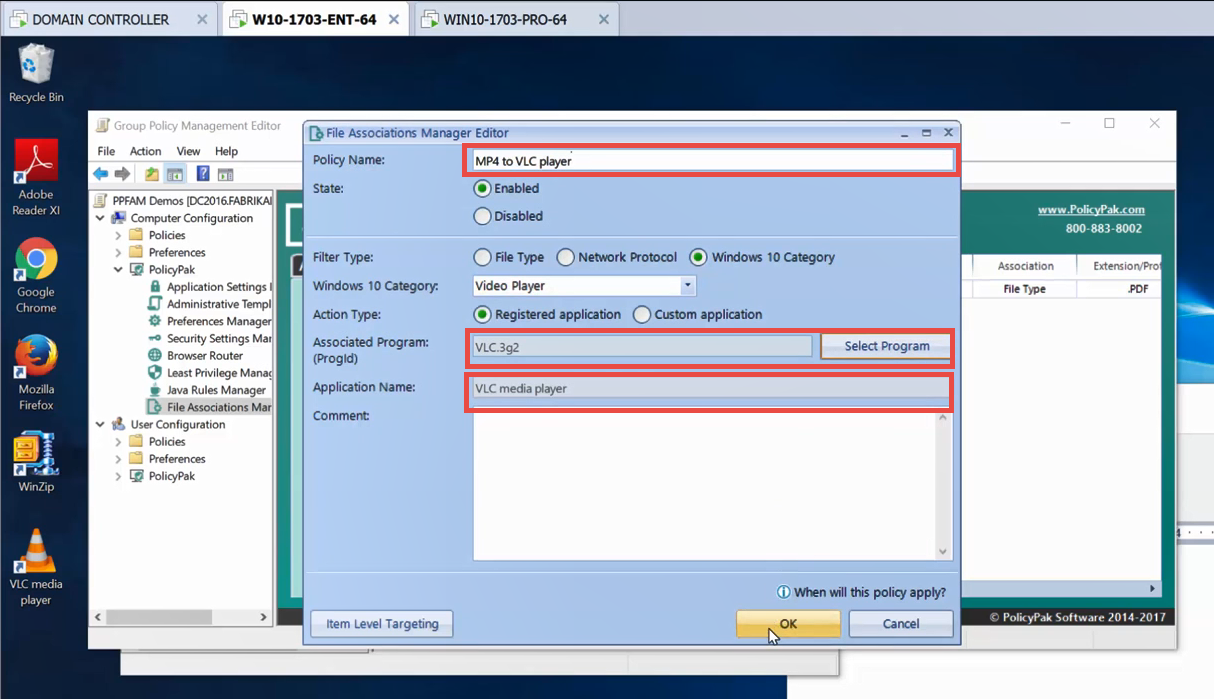 DOMAIN CONTROLLER
W10-1703-ENT-64
WIN10-1703-PRO-64
Recycle Bin
Adobe
Reader XI
Google
Chrome
Mozilla
Firefox
WinZip
VLC media
player
Group Policy Management Editor
File Action View Help
PPFAM Demos [DC2016.FABRIKAI
Computer Configuration
Policies
Preferences
PolicyPak
Application Settings
Administrative Templ
Preferences Manager
Security Settings Mar
Browser Router
Least Privilege Manag
Java Rules Manager
File Associations Mar
User Configuration
Policies
Preferences
PolicyPak
File Associations Manager Editor
Policy Name: MP4 to VLC player
State: Enabled
Disabled
Filter Type: File Type Network Protocol Windows 10 Category
Windows 10 Category: Video Player
Action Type: Registered application Custom application
Associated Program: VLC.3g2 Select Program
(ProgId)
Application Name: VLC media player
Comment:
When will this policy apply?
Item Level Targeting OK Cancel
www.PolicyPak.com
800-883-8002
Association Extension/Prot
File Type .PDF
© PolicyPak Software 2014-2017